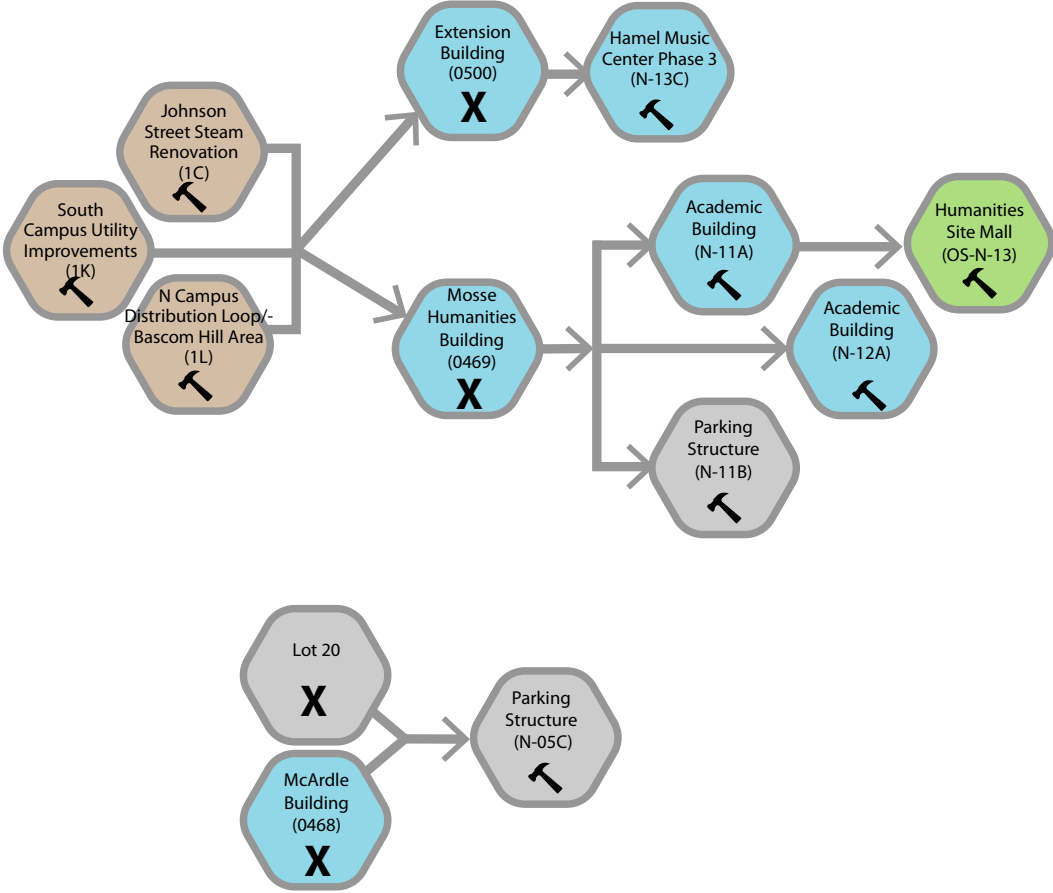 Extension
Building
(0500)
X
Hamel Music
Center Phase 3
(N-13C)
Johnson
Street Steam
Renovation
(1C)
South
Campus Utility
Improvements
(1K)
N Campus
Distribution Loop/-
Bascom Hill Area
(1L)
Mosse
Humanities
Building
(0469)
X
Academic
Building
(N-11A)
Humanities
Site Mall
(OS-N-13)
Academic
Building
(N-12A)
Parking
Structure
(N-11B)
Lot 20
X
McArdle
Building
(0468)
X
Parking
Structure
(N-05C)